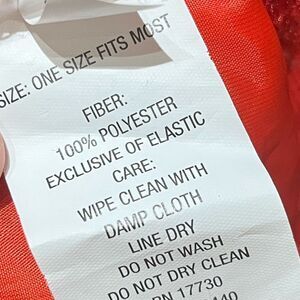 SIZE: ONE SIZE FITS MOST
FIBER:
100% POLYESTER
EXCLUSIVE OF ELASTIC
CARE:
WIPE CLEAN WITH
DAMP CLOTH
LINE DRY
DO NOT WASH
DO NOT DRY CLEAN
RN 17730